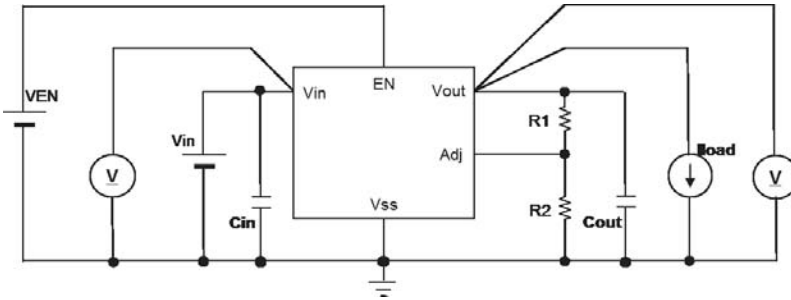 VEN
Vin
EN
Vout
R1
Vin
Adj
Iload
V
V
Cin
Vss
R2
Cout